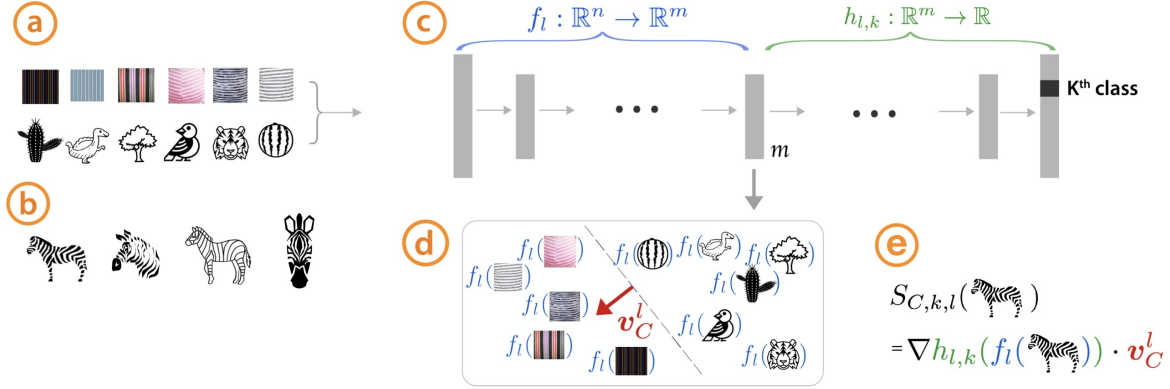 a
b
c
f_l : ℝ^n → ℝ^m
h_{l,k} : ℝ^m → ℝ
K^th class
m
d
f_l( )
f_l( )
f_l( )
f_l( )
f_l( )
f_l( )
f_l( )
f_l( )
f_l( )
f_l( )
f_l( )
v_C^l
e
S_{C,k,l}( )
= ∇h_{l,k}(f_l( )) · v_C^l